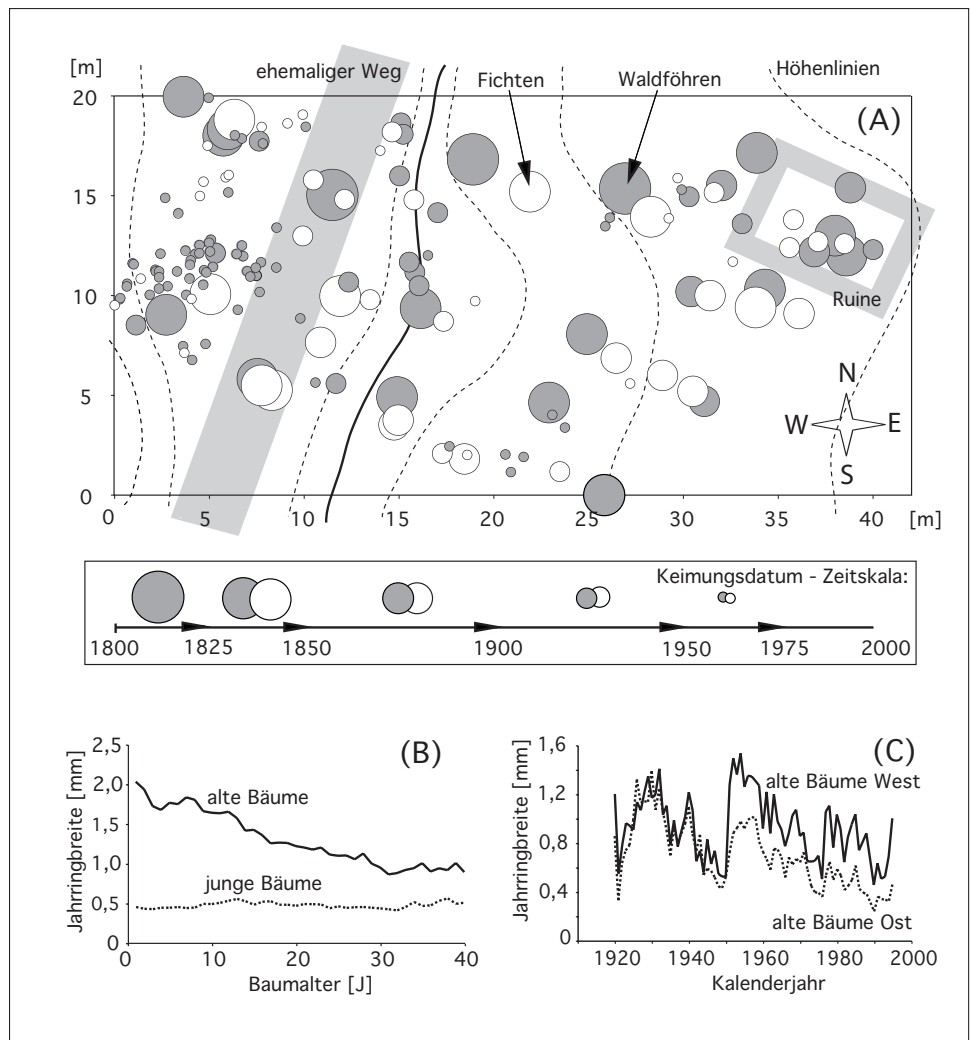 [m]
ehemaliger Weg
Fichten
Waldföhren
Höhenlinien
(A)
20
15
10
5
0
Ruine
N
W E
S
0 5 10 15 20 25 30 35 40 [m]
Keimungsdatum - Zeitskala:
1800 1825 1850 1900 1950 1975 2000
(B)
Jahrringbreite [mm]
2,5
2,0
1,5
1,0
0,5
0
alte Bäume
junge Bäume
0 10 20 30 40
Baumalter [J]
(C)
Jahrringbreite [mm]
1,6
1,2
0,8
0,4
0
alte Bäume West
alte Bäume Ost
1920 1940 1960 1980 2000
Kalenderjahr